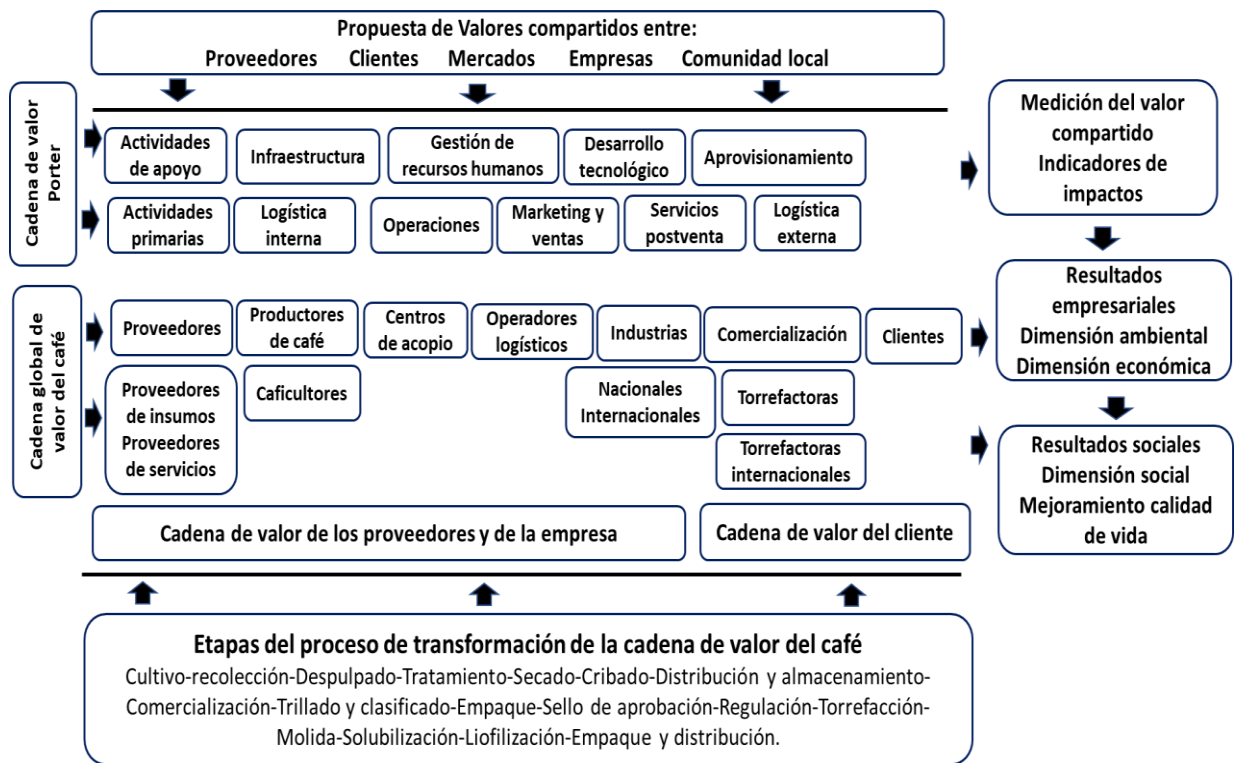 Propuesta de Valores compartidos entre:
Proveedores Clientes Mercados Empresas Comunidad local
Cadena de valor
Porter
Actividades
de apoyo
Infraestructura
Gestión de
recursos humanos
Desarrollo
tecnológico
Aprovisionamiento
Actividades
primarias
Logística
interna
Operaciones
Marketing y
ventas
Servicios
postventa
Logística
externa
Medición del valor
compartido
Indicadores de
impactos
Cadena global de
valor del café
Proveedores
Productores
de café
Centros
de acopio
Operadores
logísticos
Industrias
Comercialización
Clientes
Proveedores
de insumos
Proveedores
de servicios
Caficultores
Nacionales
Internacionales
Torrefactoras
Torrefactoras
internacionales
Resultados
empresariales
Dimensión ambiental
Dimensión económica
Resultados sociales
Dimensión social
Mejoramiento calidad
de vida
Cadena de valor de los proveedores y de la empresa
Cadena de valor del cliente
Etapas del proceso de transformación de la cadena de valor del café
Cultivo-recolección-Despulpado-Tratamiento-Secado-Cribado-Distribución y almacenamiento-
Comercialización-Trillado y clasificado-Empaque-Sello de aprobación-Regulación-Torrefacción-
Molida-Solubilización-Liofilización-Empaque y distribución.